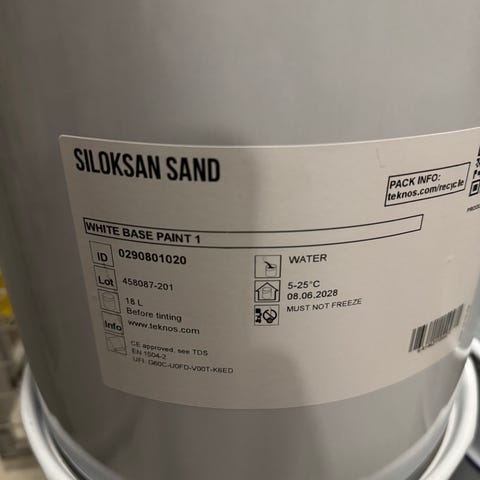 SILOKSAN SAND
PACK INFO:
teknos.com/recycle
WHITE BASE PAINT 1
ID 0290801020
Lot 458087-201
18 L
Before tinting
Info www.teknos.com
CE approved, see TDS
EN 1504-2
UFI G60C-U0FD-V00T-K6ED
WATER
5-25°C
08.06.2028
MUST NOT FREEZE